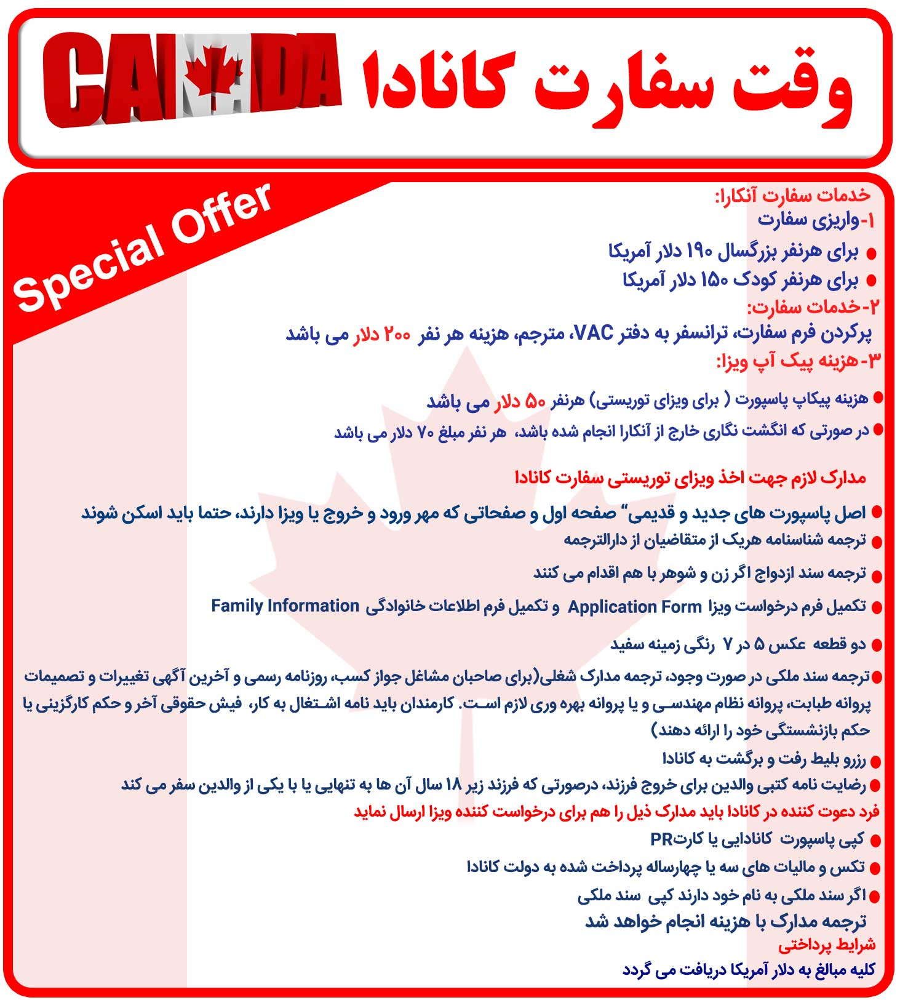 وقت سفارت کانادا CANADA
Special Offer
خدمات سفارت آنکارا:
۱-واریزی سفارت
برای هرنفر بزرگسال ۱۹۰ دلار آمریکا
برای هرنفر کودک ۱۵۰ دلار آمریکا
۲-خدمات سفارت:
پرکردن فرم سفارت، ترانسفر به دفتر VAC، مترجم، هزینه هر نفر ۲۰۰ دلار می باشد
۳-هزینه پیک آپ ویزا:
هزینه پیکاپ پاسپورت ( برای ویزای توریستی) هرنفر ۵۰ دلار می باشد
در صورتی که انگشت نگاری خارج از آنکارا انجام شده باشد، هر نفر مبلغ ۷۰ دلار می باشد
مدارک لازم جهت اخذ ویزای توریستی سفارت کانادا
اصل پاسپورت های جدید و قدیمی“ صفحه اول و صفحاتی که مهر ورود و خروج یا ویزا دارند، حتما باید اسکن شوند
ترجمه شناسنامه هریک از متقاضیان از دارالترجمه
ترجمه سند ازدواج اگر زن و شوهر با هم اقدام می کنند
تکمیل فرم درخواست ویزا Application Form و تکمیل فرم اطلاعات خانوادگی Family Information
دو قطعه عکس ۵ در ۷ رنگی زمینه سفید
ترجمه سند ملکی در صورت وجود، ترجمه مدارک شغلی(برای صاحبان مشاغل جواز کسب، روزنامه رسمی و آخرین آگهی تغییرات و تصمیمات
پروانه طبابت، پروانه نظام مهندسی و یا پروانه بهره وری لازم است. کارمندان باید نامه اشتغال به کار، فیش حقوقی آخر و حکم کارگزینی یا
حکم بازنشستگی خود را ارائه دهند)
رزرو بلیط رفت و برگشت به کانادا
رضایت نامه کتبی والدین برای خروج فرزند، درصورتی که فرزند زیر ۱۸ سال آن ها به تنهایی یا با یکی از والدین سفر می کند
فرد دعوت کننده در کانادا باید مدارک ذیل را هم برای درخواست کننده ویزا ارسال نماید
کپی پاسپورت کانادایی یا کارتPR
تکس و مالیات های سه یا چهارساله پرداخت شده به دولت کانادا
اگر سند ملکی به نام خود دارند کپی سند ملکی
ترجمه مدارک با هزینه انجام خواهد شد
شرایط پرداختی
کلیه مبالغ به دلار آمریکا دریافت می گردد